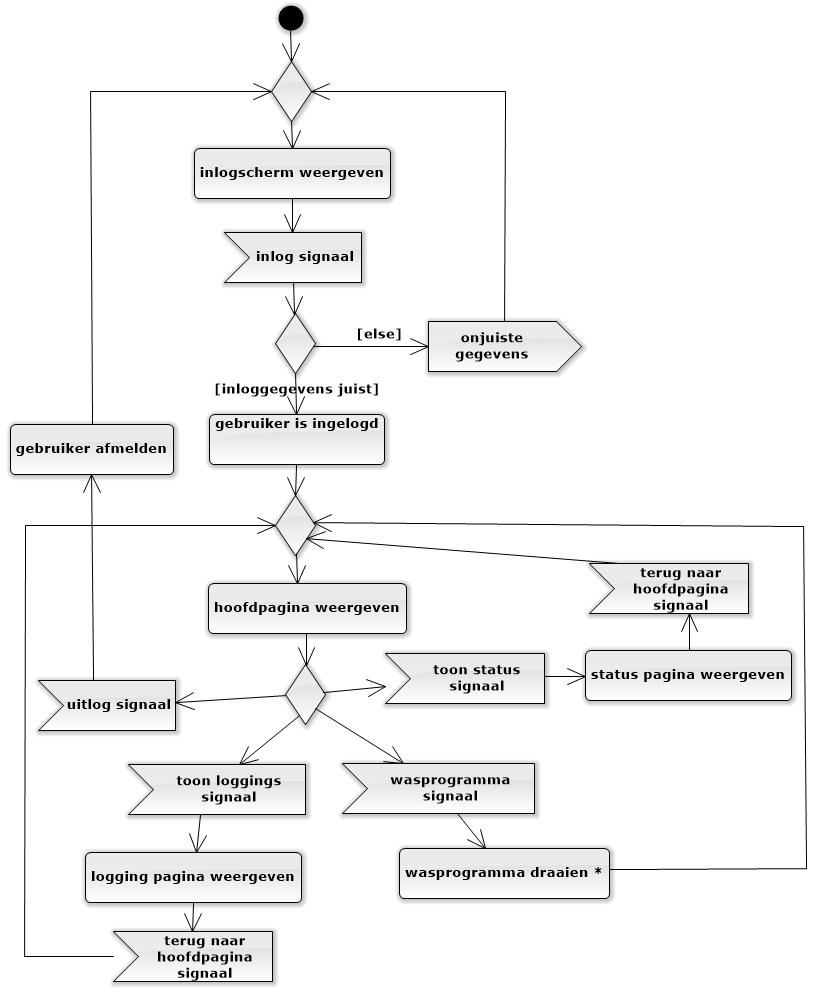 inlogscherm weergeven
inlog signaal
[else]
onjuiste
gegevens
[inloggegevens juist]
gebruiker is ingelogd
gebruiker afmelden
terug naar
hoofdpagina
signaal
hoofdpagina weergeven
toon status
signaal
status pagina weergeven
uitlog signaal
toon loggings
signaal
wasprogramma
signaal
logging pagina weergeven
wasprogramma draaien *
terug naar
hoofdpagina
signaal